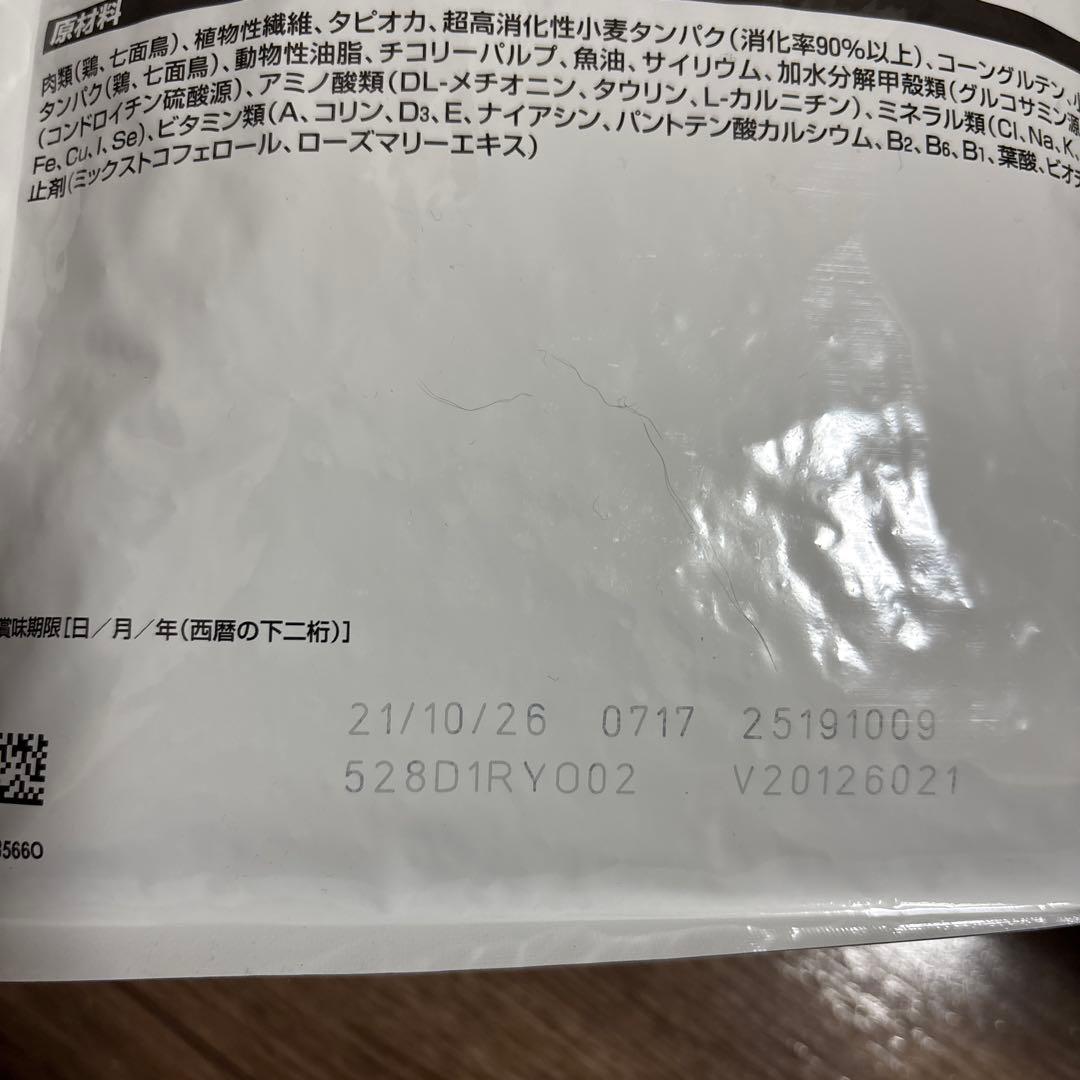 原材料
肉類(鶏、七面鳥)、植物性繊維、タピオカ、超高消化性小麦タンパク(消化率90%以上)、コーングルテン、小
タンパク(鶏、七面鳥)、動物性油脂、チコリーパルプ、魚油、サイリウム、加水分解甲殻類(グルコサミン源
(コンドロイチン硫酸源)、アミノ酸類(DL-メチオニン、タウリン、L-カルニチン)、ミネラル類(Cl、Na、K、
Fe、Cu、I、Se)、ビタミン類(A、コリン、D3、E、ナイアシン、パントテン酸カルシウム、B2、B6、B1、葉酸、ビオチ
止剤(ミックストコフェロール、ローズマリーエキス)
賞味期限[日/月/年(西暦の下二桁)]
21/10/26 0717 25191009
528D1RYO02 V20126021
5660